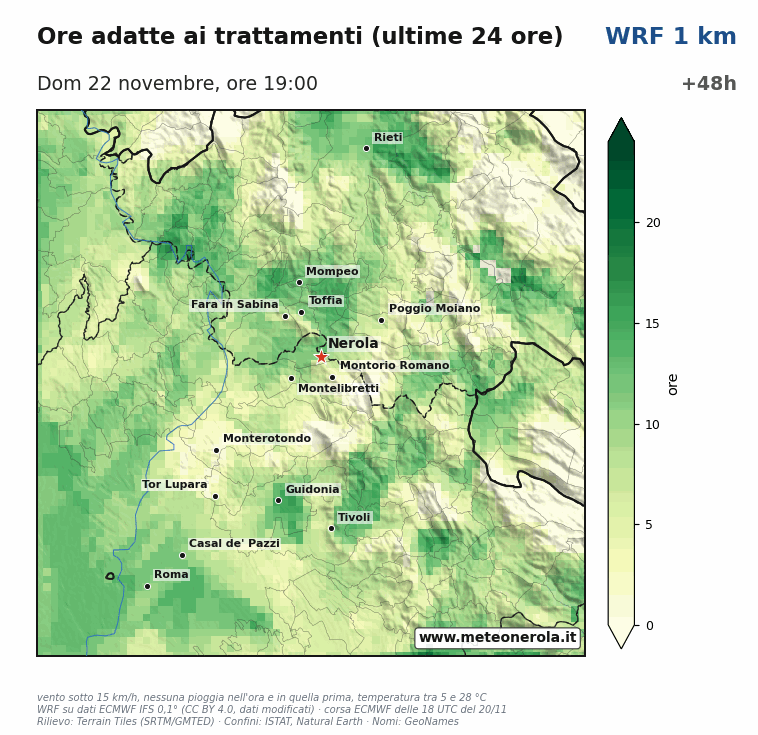 Ore adatte ai trattamenti (ultime 24 ore) WRF 1 km
Dom 22 novembre, ore 19:00 +48h
Rieti
Mompeo
Toffia
Fara in Sabina
Poggio Moiano
Nerola
Montorio Romano
Montelibretti
Monterotondo
Tor Lupara
Guidonia
Tivoli
Casal de' Pazzi
Roma
www.meteonerola.it
20
15
10
5
0
ore
vento sotto 15 km/h, nessuna pioggia nell'ora e in quella prima, temperatura tra 5 e 28 °C
WRF su dati ECMWF IFS 0,1° (CC BY 4.0, dati modificati) · corsa ECMWF delle 18 UTC del 20/11
Rilievo: Terrain Tiles (SRTM/GMTED) · Confini: ISTAT, Natural Earth · Nomi: GeoNames